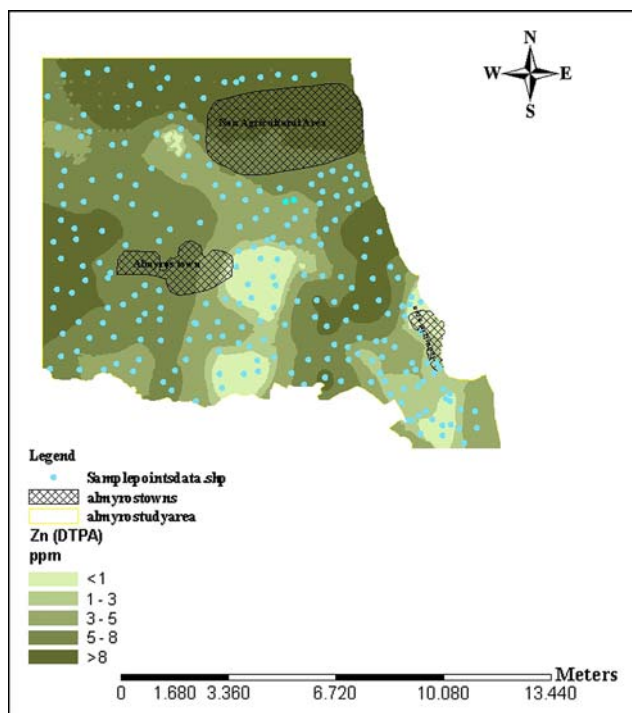 N
W E
S
Non Agricultural Area
Almyros town
Legend
Samplepointsdata.shp
almyrostowns
almyrostudyarea
Zn (DTPA)
ppm
<1
1 - 3
3 - 5
5 - 8
>8
Meters
0 1.680 3.360 6.720 10.080 13.440